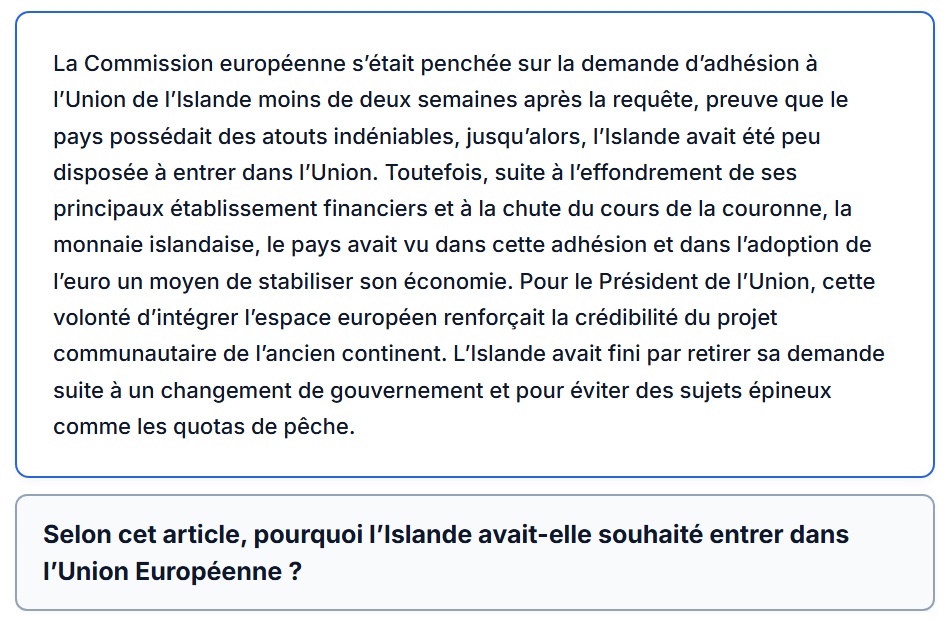 La Commission européenne s’était penchée sur la demande d’adhésion à
l’Union de l’Islande moins de deux semaines après la requête, preuve que le
pays possédait des atouts indéniables, jusqu’alors, l’Islande avait été peu
disposée à entrer dans l’Union. Toutefois, suite à l’effondrement de ses
principaux établissement financiers et à la chute du cours de la couronne, la
monnaie islandaise, le pays avait vu dans cette adhésion et dans l’adoption de
l’euro un moyen de stabiliser son économie. Pour le Président de l’Union, cette
volonté d’intégrer l’espace européen renforçait la crédibilité du projet
communautaire de l’ancien continent. L’Islande avait fini par retirer sa demande
suite à un changement de gouvernement et pour éviter des sujets épineux
comme les quotas de pêche.
Selon cet article, pourquoi l’Islande avait-elle souhaité entrer dans
l’Union Européenne ?